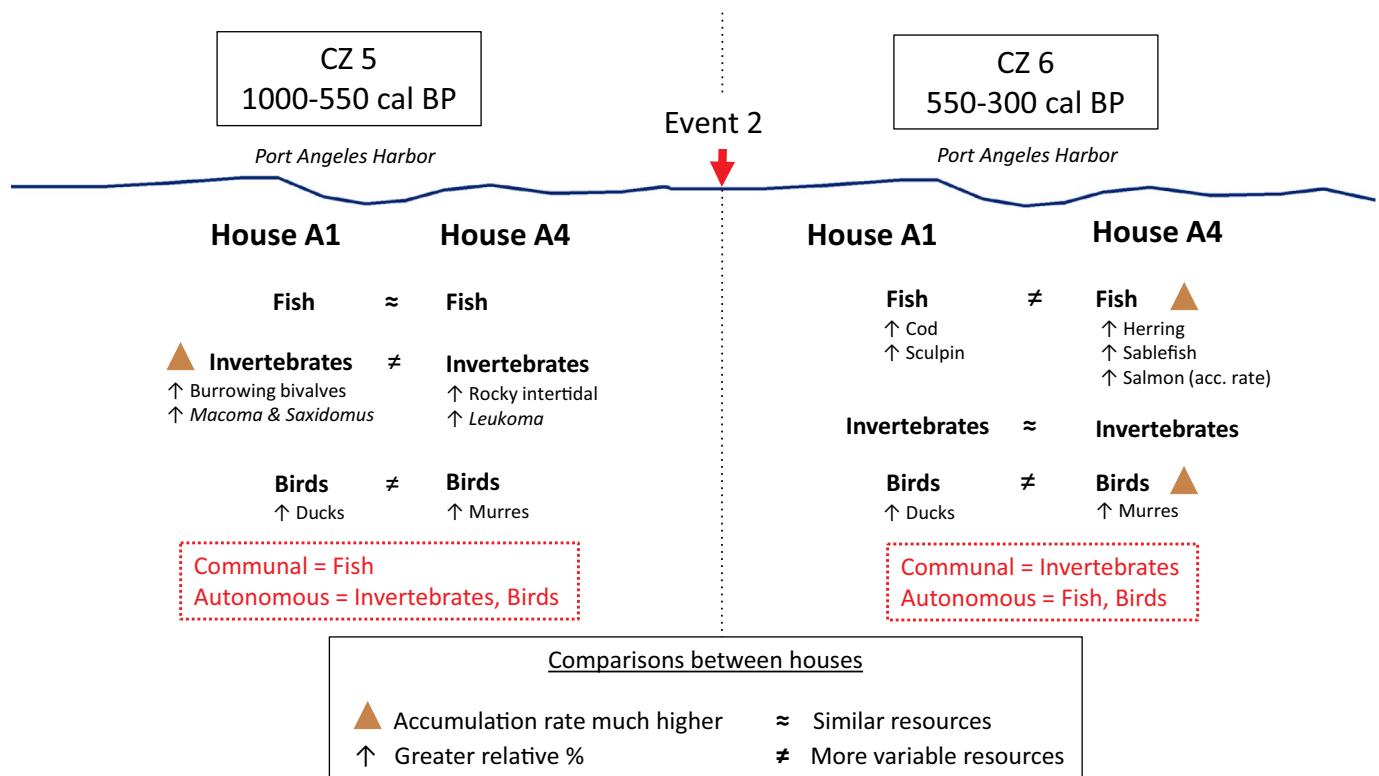 CZ 5
1000-550 cal BP
Port Angeles Harbor
Event 2
CZ 6
550-300 cal BP
Port Angeles Harbor
House A1
House A4
Fish ≈ Fish
Invertebrates ≠ Invertebrates
↑ Burrowing bivalves
↑ Macoma & Saxidomus
↑ Rocky intertidal
↑ Leukoma
Birds ≠ Birds
↑ Ducks
↑ Murres
Communal = Fish
Autonomous = Invertebrates, Birds
House A1
House A4
Fish ≠ Fish
↑ Cod
↑ Sculpin
↑ Herring
↑ Sablefish
↑ Salmon (acc. rate)
Invertebrates ≈ Invertebrates
Birds ≠ Birds
↑ Ducks
↑ Murres
Communal = Invertebrates
Autonomous = Fish, Birds
Comparisons between houses
Accumulation rate much higher
↑ Greater relative %
≈ Similar resources
≠ More variable resources